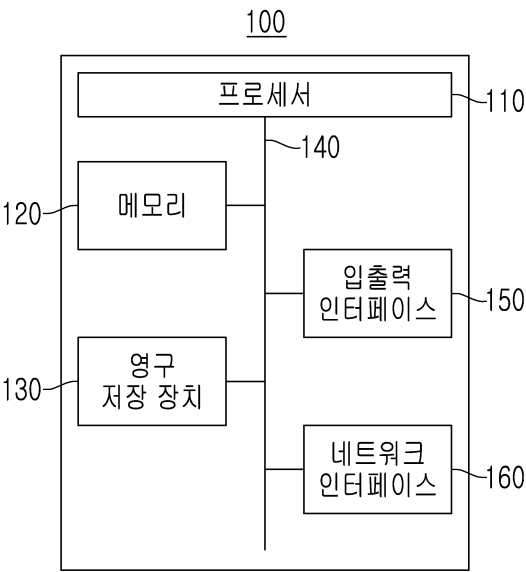 100
프로세서
110
140
메모리
120
입출력
인터페이스
150
영구
저장 장치
130
네트워크
인터페이스
160